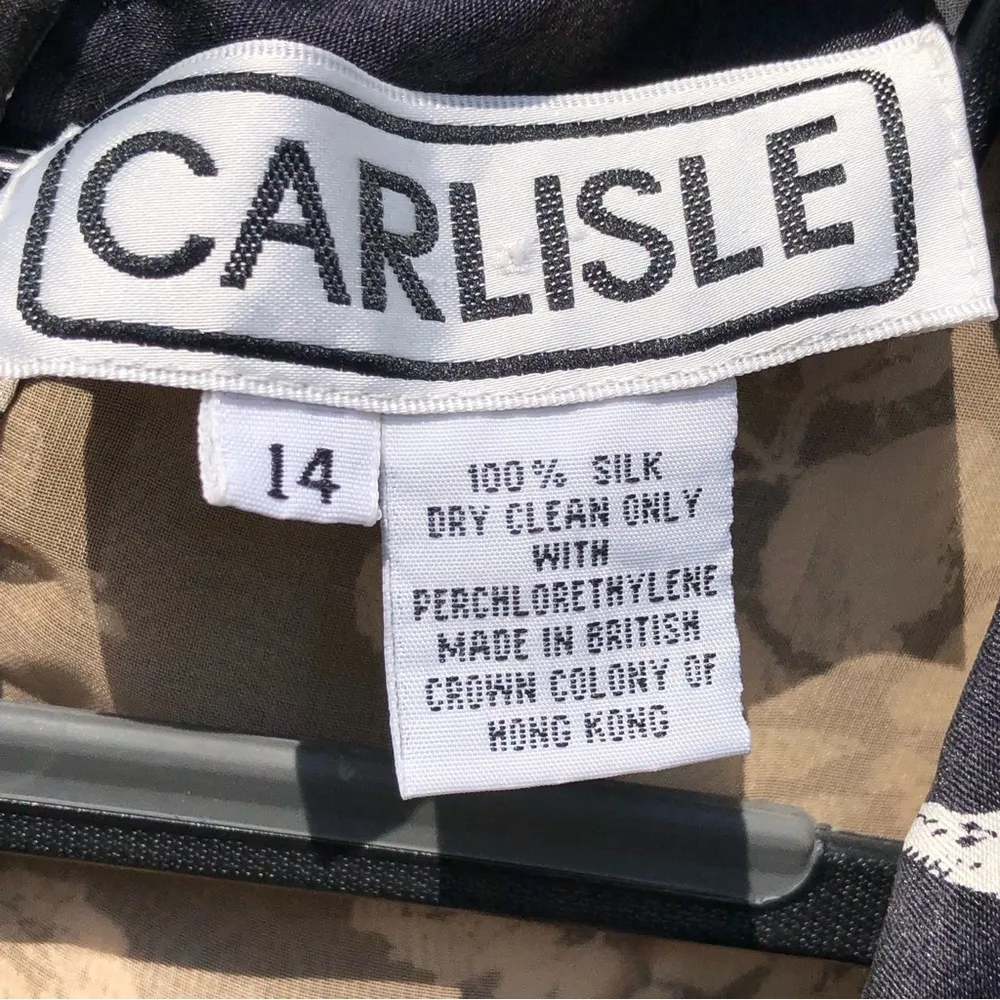 CARLISLE
14
100% SILK
DRY CLEAN ONLY
WITH
PERCHLORETHYLENE
MADE IN BRITISH
CROWN COLONY OF
HONG KONG